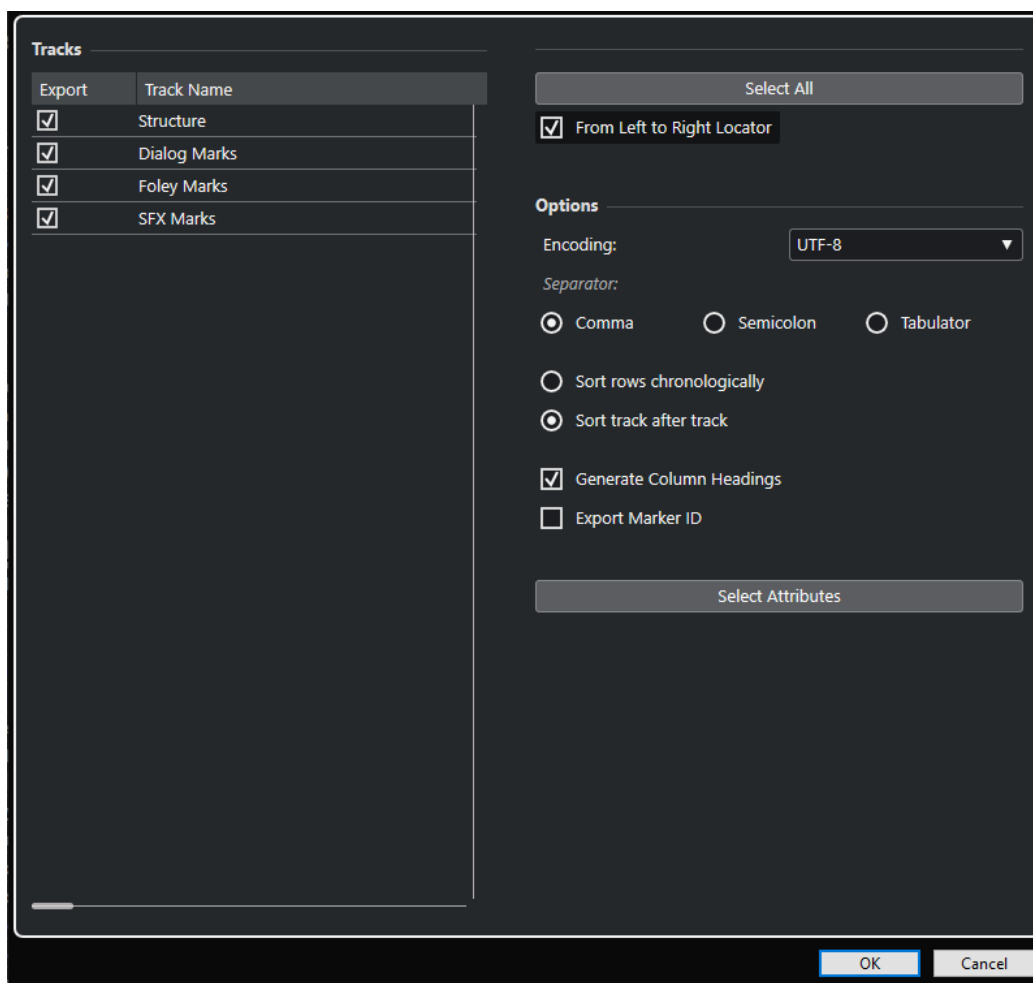 Tracks
Export Track Name
Structure
Dialog Marks
Foley Marks
SFX Marks
Select All
From Left to Right Locator
Options
Encoding: UTF-8
Separator:
Comma Semicolon Tabulator
Sort rows chronologically
Sort track after track
Generate Column Headings
Export Marker ID
Select Attributes
OK Cancel